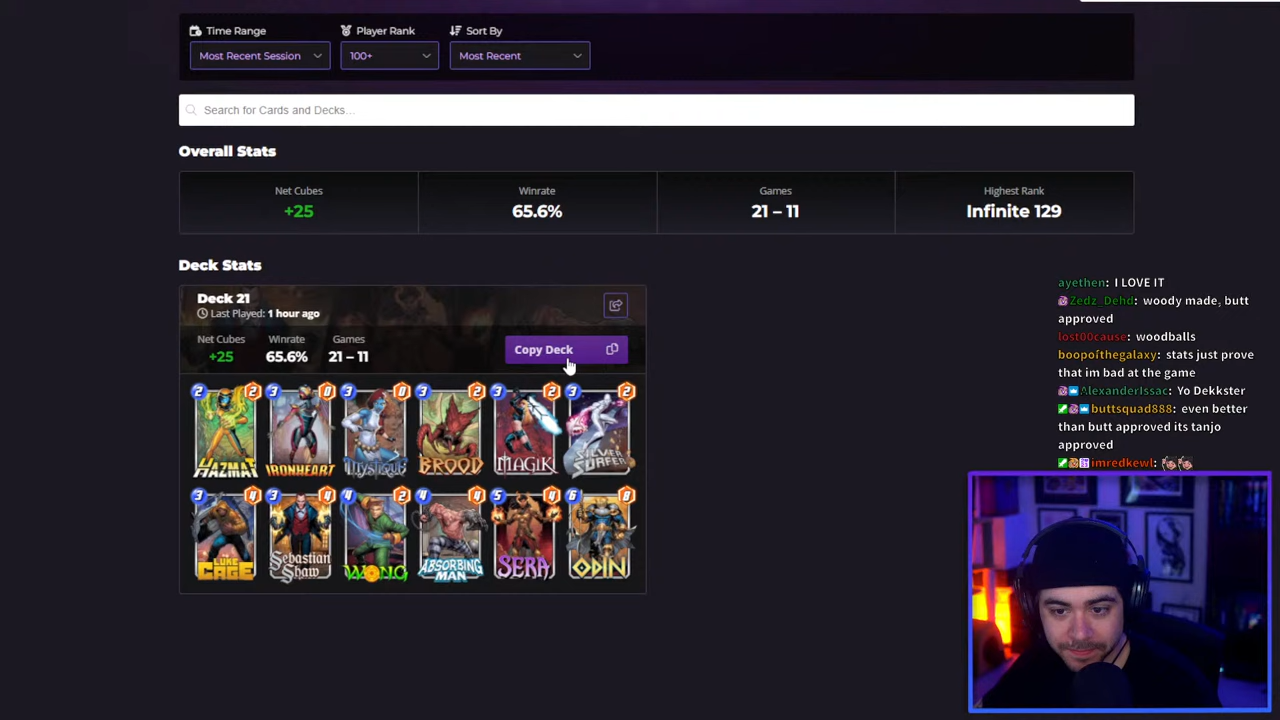 Time Range Player Rank Sort By
Most Recent Session 100+ Most Recent
Search for Cards and Decks...
Overall Stats
Net Cubes Winrate Games Highest Rank
+25 65.6% 21 – 11 Infinite 129
Deck Stats
Deck 21
Last Played: 1 hour ago
Net Cubes Winrate Games
+25 65.6% 21 – 11
Copy Deck
2 2 3 0 3 0 3 2 3 2 3 2
HAZMAT IRONHEART MYSTIQUE BROOD MAGIK SILVER SURFER
3 4 3 4 4 2 4 4 5 4 6 8
LUKE CAGE Sebastian Shaw WONG ABSORBING MAN SERA ODIN
ayethen: I LOVE IT
Zedz_Dehd: woody made, butt
approved
lost00cause: woodballs
boopofthegalaxy: stats just prove
that im bad at the game
AlexanderIssac: Yo Dekkster
buttsquad888: even better
than butt approved its tanjo
approved
imredkewl: